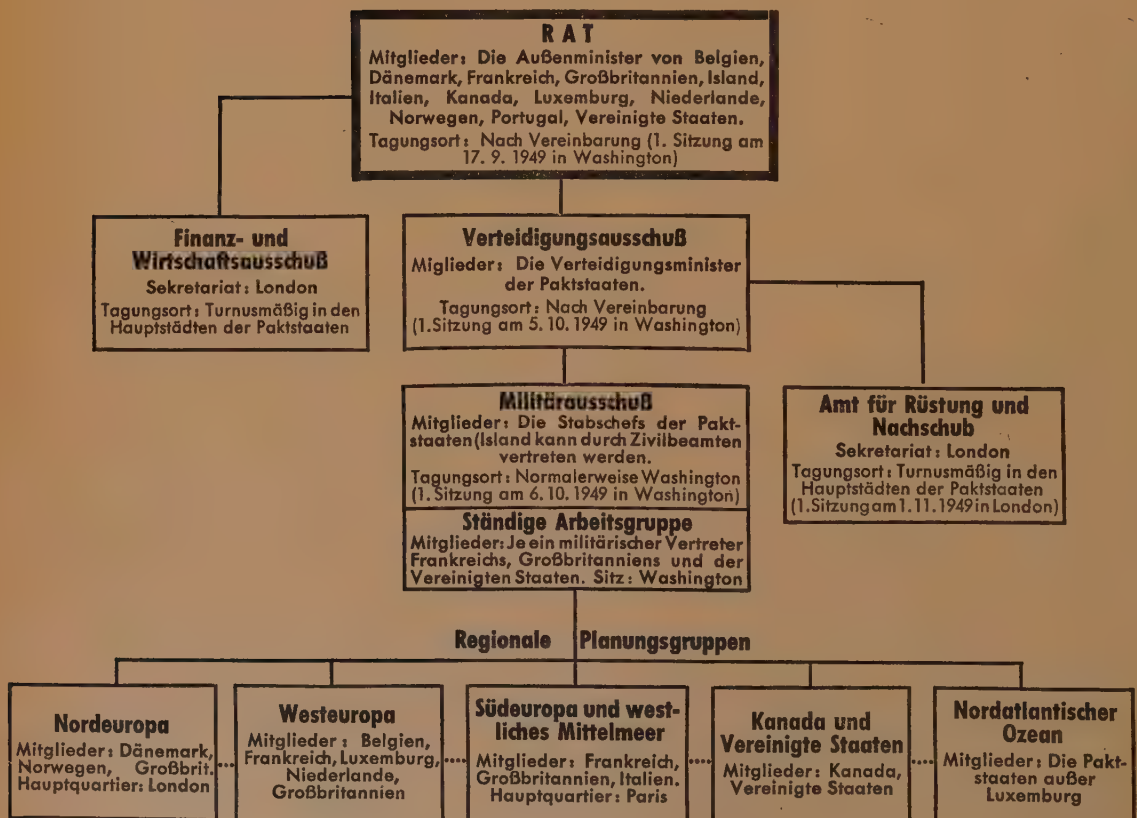 RAT
Mitglieder: Die Außenminister von Belgien,
Dänemark, Frankreich, Großbritannien, Island,
Italien, Kanada, Luxemburg, Niederlande,
Norwegen, Portugal, Vereinigte Staaten.
Tagungsort: Nach Vereinbarung (1. Sitzung am
17. 9. 1949 in Washington)
Finanz- und
Wirtschaftsausschuß
Sekretariat: London
Tagungsort: Turnusmäßig in den
Hauptstädten der Paktstaaten
Verteidigungsausschuß
Miglieder: Die Verteidigungsminister
der Paktstaaten.
Tagungsort: Nach Vereinbarung
(1. Sitzung am 5. 10. 1949 in Washington)
Militärausschuß
Mitglieder: Die Stabschefs der Pakt-
staaten (Island kann durch Zivilbeamten
vertreten werden.
Tagungsort: Normalerweise Washington
(1. Sitzung am 6. 10. 1949 in Washington)
Ständige Arbeitsgruppe
Mitglieder: Je ein militärischer Vertreter
Frankreichs, Großbritanniens und der
Vereinigten Staaten. Sitz: Washington
Amt für Rüstung und
Nachschub
Sekretariat: London
Tagungsort: Turnusmäßig in den
Hauptstädten der Paktstaaten
(1. Sitzung am 1. 11. 1949 in London)
Regionale Planungsgruppen
Nordeuropa
Mitglieder: Dänemark,
Norwegen, Großbrit.
Hauptquartier: London
Westeuropa
Mitglieder: Belgien,
Frankreich, Luxemburg,
Niederlande,
Großbritannien
Südeuropa und west-
liches Mittelmeer
Mitglieder: Frankreich,
Großbritannien, Italien.
Hauptquartier: Paris
Kanada und
Vereinigte Staaten
Mitglieder: Kanada,
Vereinigte Staaten
Nordatlantischer
Ozean
Mitglieder: Die Pakt-
staaten außer
Luxemburg